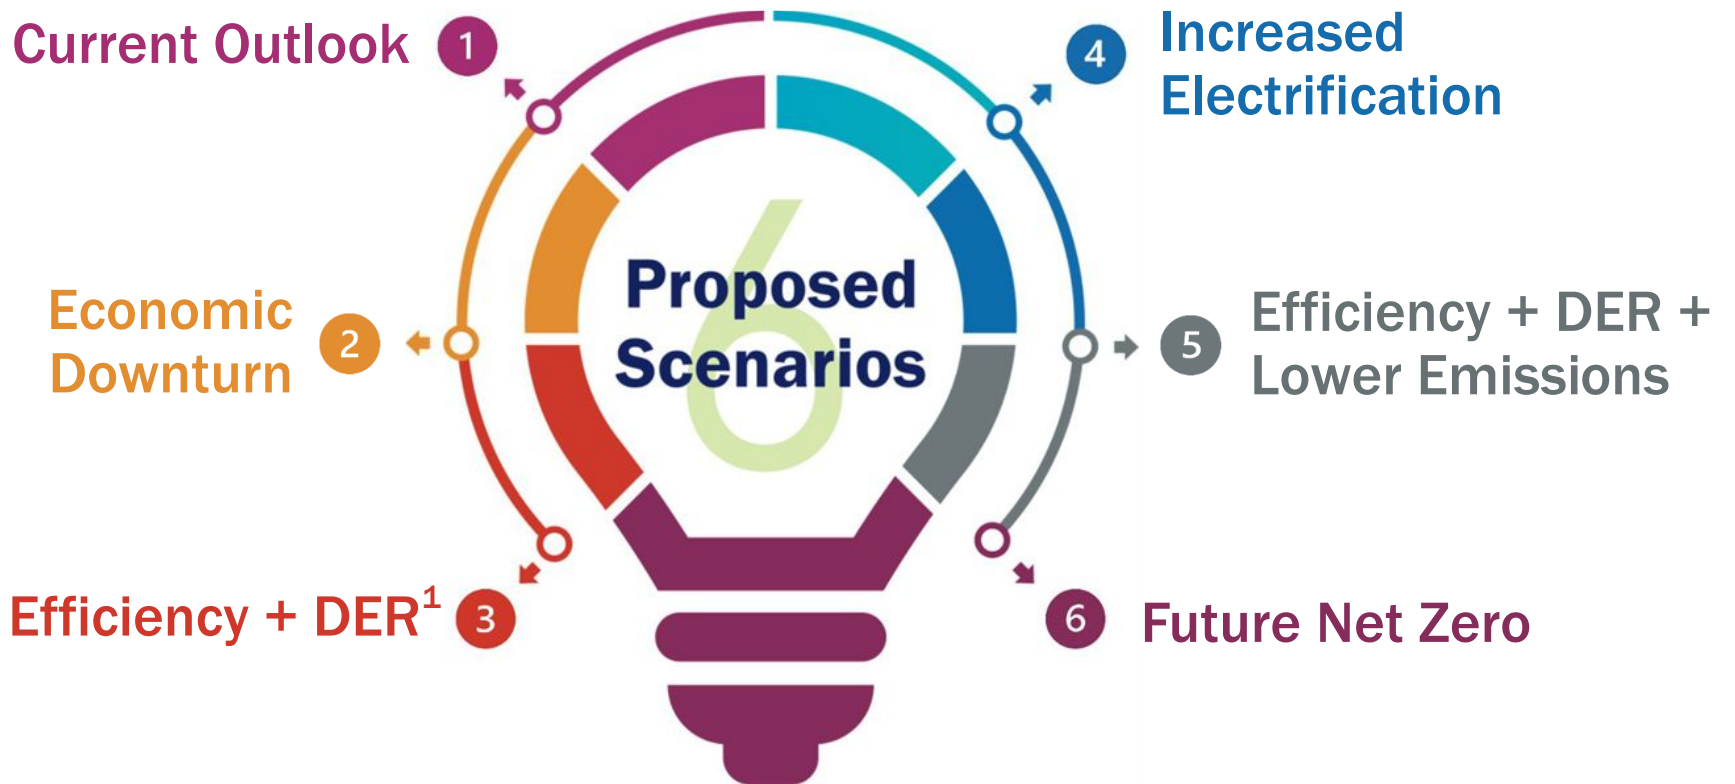 Current Outlook 1
Economic
Downturn
2
Efficiency + DER¹ 3
6
Proposed
Scenarios
4 Increased
Electrification
5 Efficiency + DER +
Lower Emissions
6 Future Net Zero